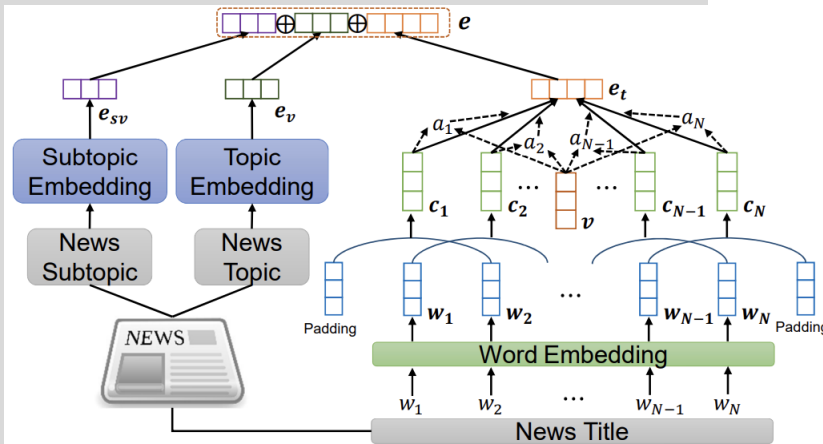 e
e_sv e_v e_t
a_1 a_2 a_{N-1} a_N
Subtopic Embedding
Topic Embedding
... ...
c_1 c_2 v c_{N-1} c_N
News Subtopic
News Topic
...
Padding w_1 w_2 w_{N-1} w_N Padding
NEWS
Word Embedding
w_1 w_2 ... w_{N-1} w_N
News Title